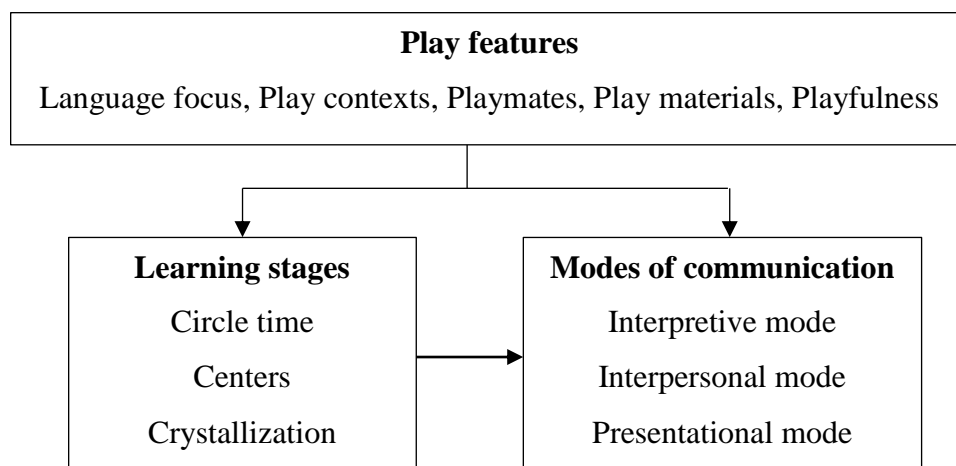 Play features
Language focus, Play contexts, Playmates, Play materials, Playfulness
Learning stages
Circle time
Centers
Crystallization
Modes of communication
Interpretive mode
Interpersonal mode
Presentational mode